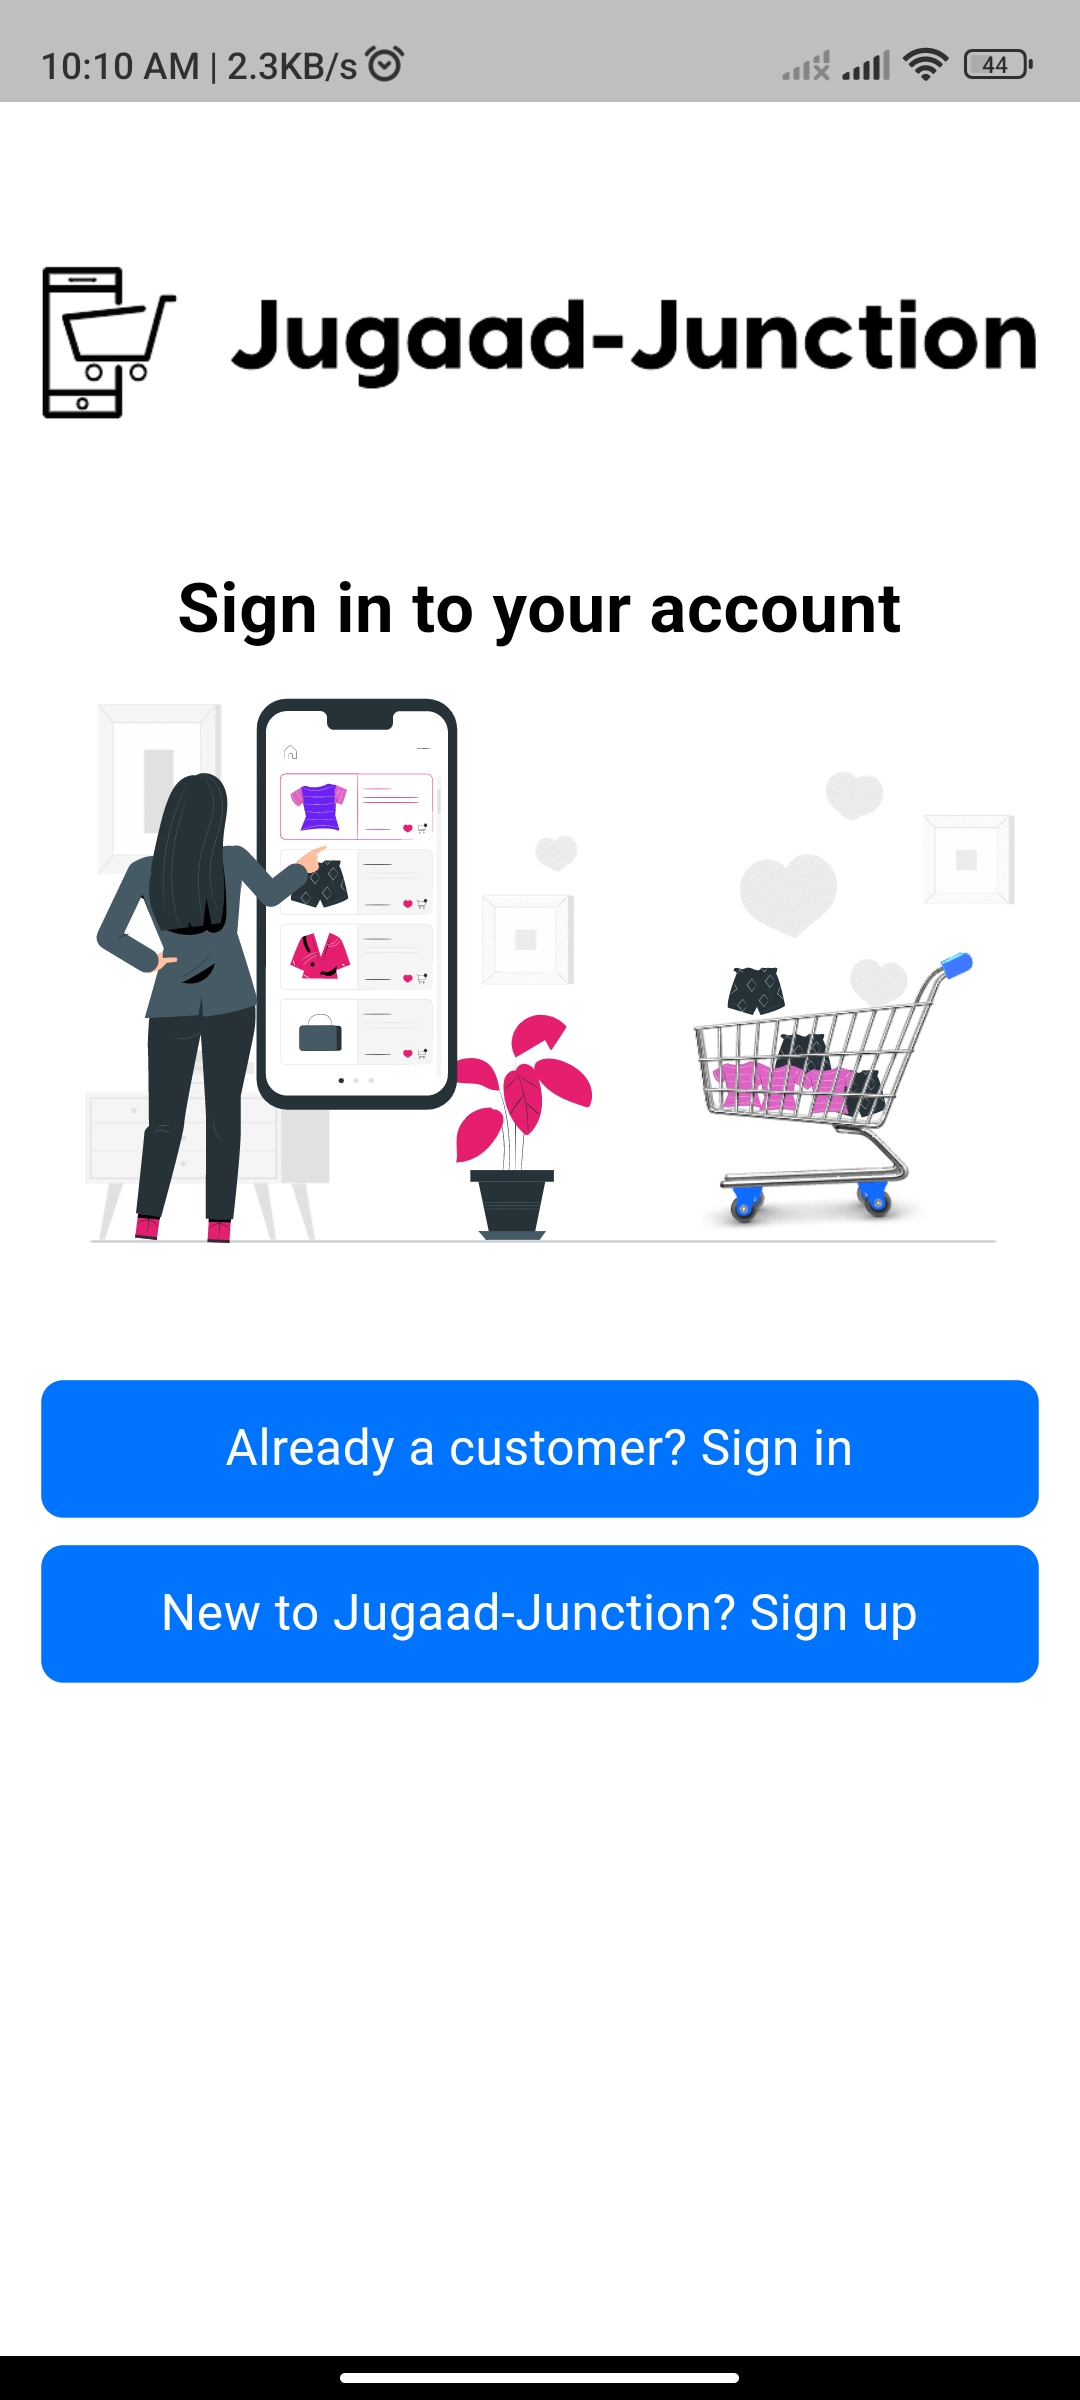 10:10 AM | 2.3KB/s
44
Jugaad-Junction
Sign in to your account
Already a customer? Sign in
New to Jugaad-Junction? Sign up